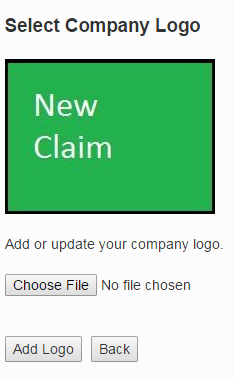 Select Company Logo
New
Claim
Add or update your company logo.
Choose File No file chosen
Add Logo Back